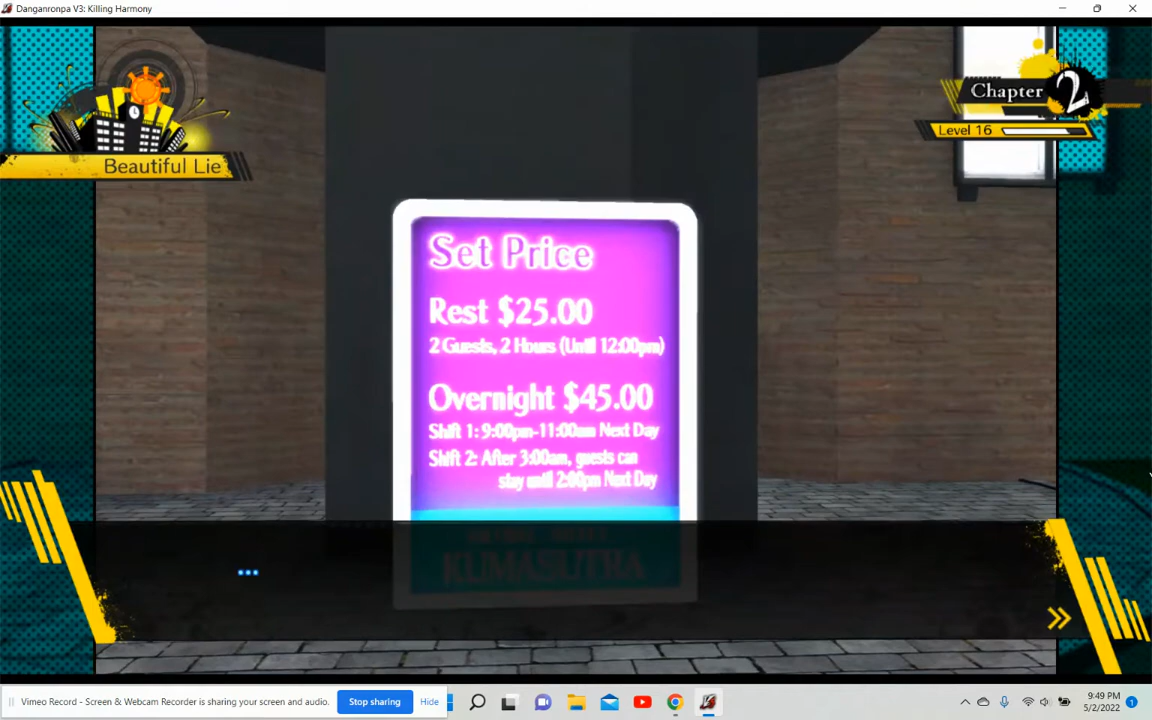 Danganronpa V3: Killing Harmony
Chapter 2
Level 16
Beautiful Lie
Set Price
Rest $25.00
2 Guests, 2 Hours (Until 12:00pm)
Overnight $45.00
Shift 1: 9:00pm-11:00am Next Day
Shift 2: After 3:00am, guests can
stay until 2:00pm Next Day
KUMASUTRA
...
Vimeo Record - Screen & Webcam Recorder is sharing your screen and audio.
Stop sharing
Hide
9:49 PM
5/2/2022
1